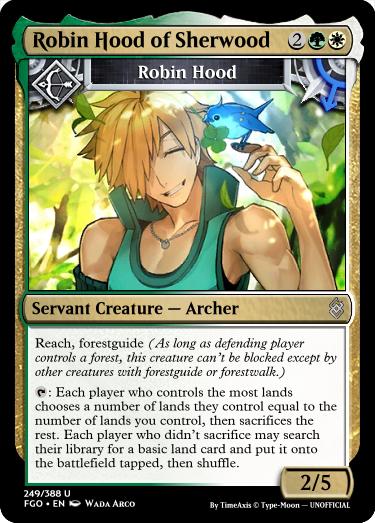 Robin Hood of Sherwood 2
Robin Hood
Servant Creature — Archer
Reach, forestguide (As long as defending player
controls a forest, this creature can't be blocked except by
other creatures with forestguide or forestwalk.)
: Each player who controls the most lands
chooses a number of lands they control equal to the
number of lands you control, then sacrifices the
rest. Each player who didn't sacrifice may search
their library for a basic land card and put it onto
the battlefield tapped, then shuffle.
2/5
249/388 U
FGO • EN Wada Arco
By TimeAxis © Type-Moon — UNOFFICIAL